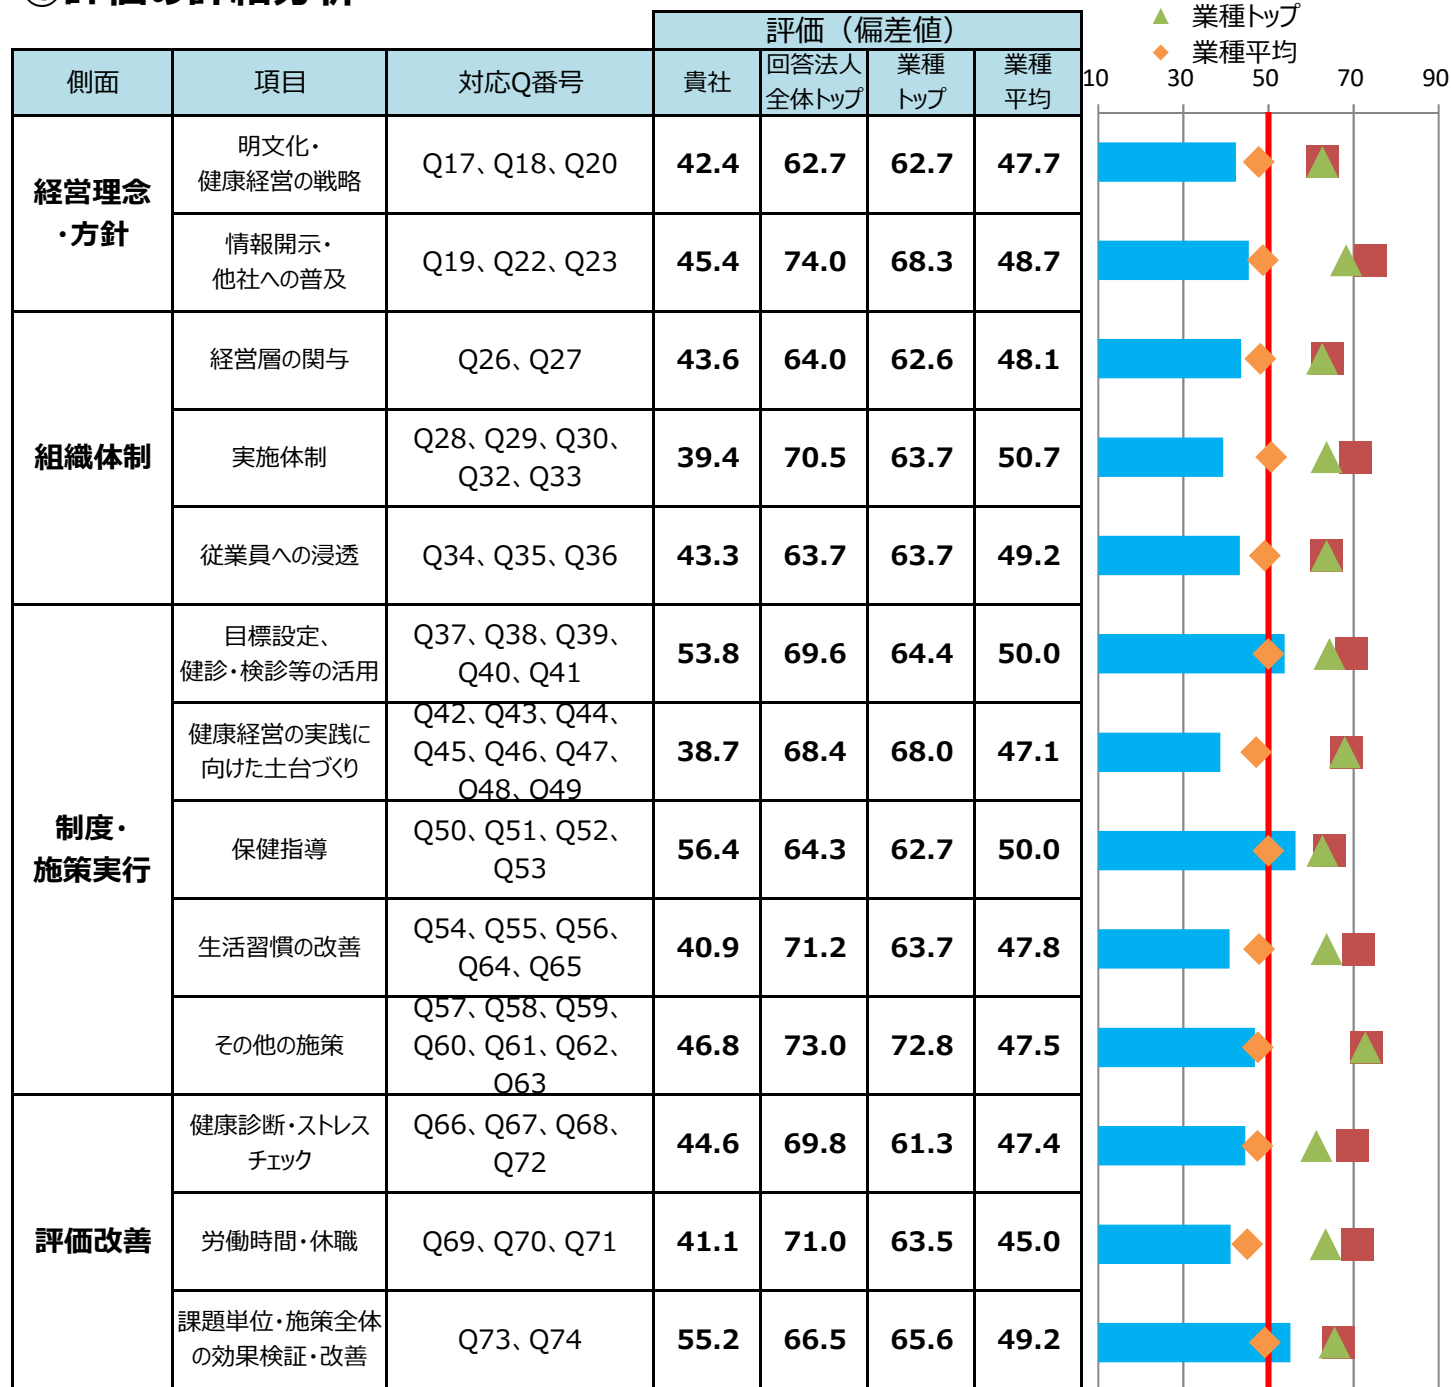 評価（偏差値）
▲ 業種トップ
◆ 業種平均
側面 項目 対応Q番号 貴社 回答法人 全体トップ 業種 トップ 業種 平均
10 30 50 70 90
経営理念
・方針
明文化・
健康経営の戦略
Q17、Q18、Q20 42.4 62.7 62.7 47.7
情報開示・
他社への普及
Q19、Q22、Q23 45.4 74.0 68.3 48.7
組織体制
経営層の関与 Q26、Q27 43.6 64.0 62.6 48.1
実施体制
Q28、Q29、Q30、
Q32、Q33
39.4 70.5 63.7 50.7
従業員への浸透 Q34、Q35、Q36 43.3 63.7 63.7 49.2
制度・
施策実行
目標設定、
健診・検診等の活用
Q37、Q38、Q39、
Q40、Q41
53.8 69.6 64.4 50.0
健康経営の実践に
向けた土台づくり
Q42、Q43、Q44、
Q45、Q46、Q47、
Q48、Q49
38.7 68.4 68.0 47.1
保健指導
Q50、Q51、Q52、
Q53
56.4 64.3 62.7 50.0
生活習慣の改善
Q54、Q55、Q56、
Q64、Q65
40.9 71.2 63.7 47.8
その他の施策
Q57、Q58、Q59、
Q60、Q61、Q62、
Q63
46.8 73.0 72.8 47.5
評価改善
健康診断・ストレス
チェック
Q66、Q67、Q68、
Q72
44.6 69.8 61.3 47.4
労働時間・休職 Q69、Q70、Q71 41.1 71.0 63.5 45.0
課題単位・施策全体
の効果検証・改善
Q73、Q74 55.2 66.5 65.6 49.2